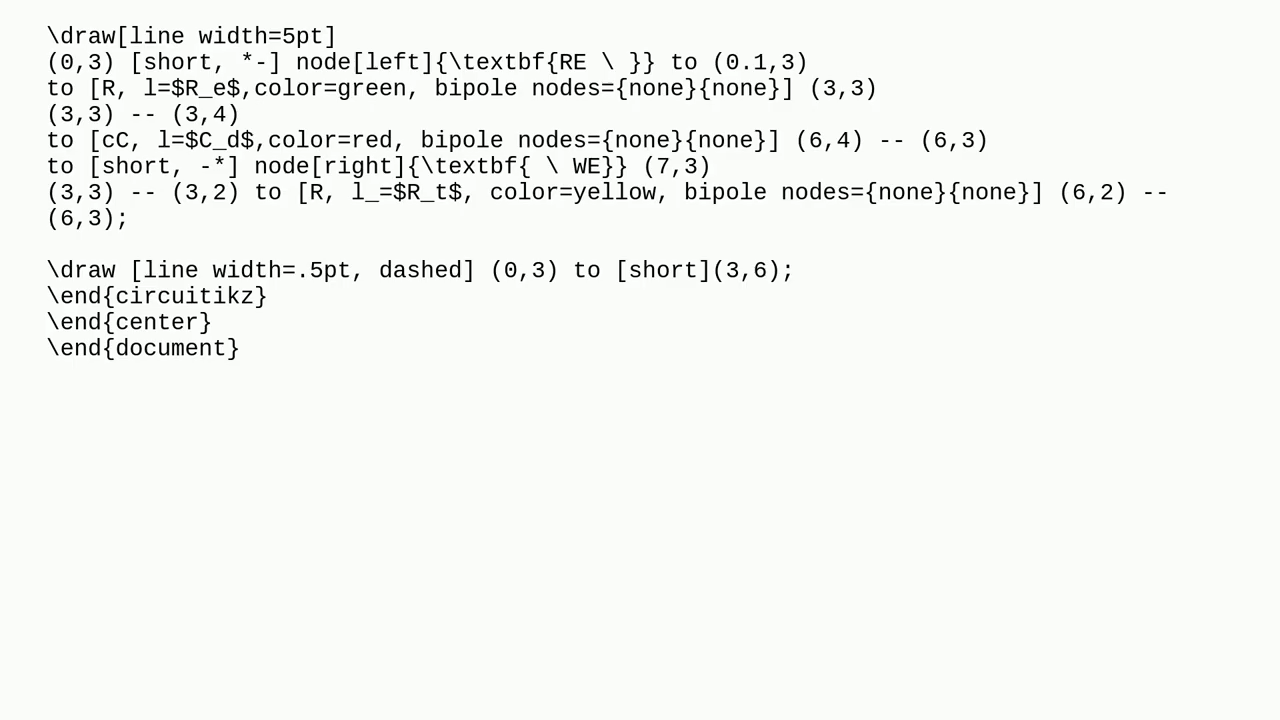 \draw[line width=5pt]
(0,3) [short, *-] node[left]{\textbf{RE \ }} to (0.1,3)
to [R, l=$R_e$,color=green, bipole nodes={none}{none}] (3,3)
(3,3) -- (3,4)
to [cC, l=$C_d$,color=red, bipole nodes={none}{none}] (6,4) -- (6,3)
to [short, -*] node[right]{\textbf{ \ WE}} (7,3)
(3,3) -- (3,2) to [R, l_=$R_t$, color=yellow, bipole nodes={none}{none}] (6,2) --
(6,3);
\draw [line width=.5pt, dashed] (0,3) to [short](3,6);
\end{circuitikz}
\end{center}
\end{document}